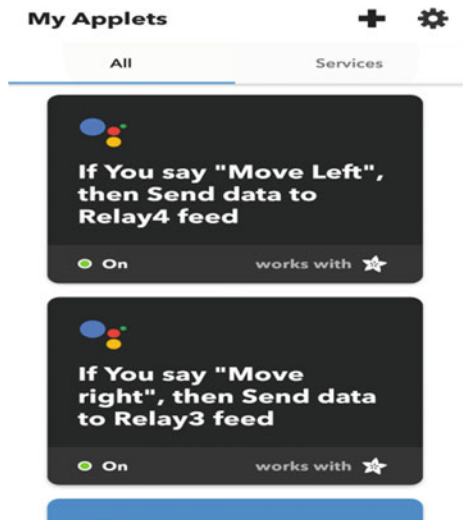 My Applets
All Services
If You say "Move Left",
then Send data to
Relay4 feed
On works with
If You say "Move
right", then Send data
to Relay3 feed
On works with